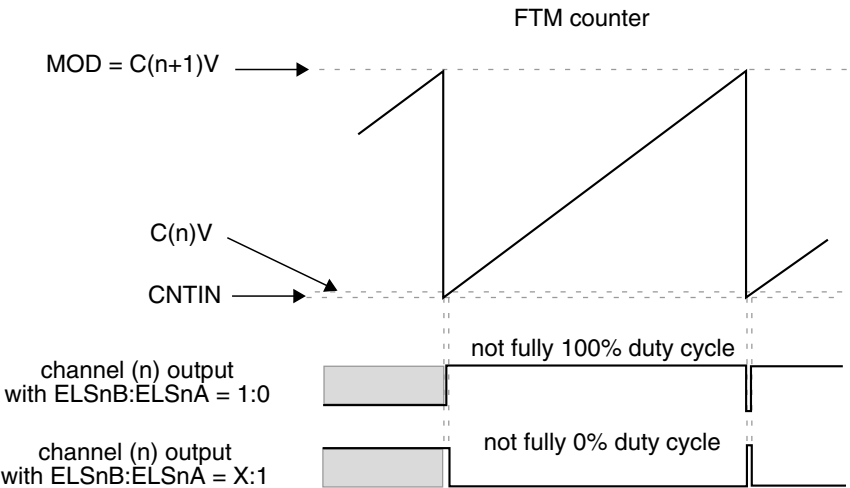 FTM counter
MOD = C(n+1)V
C(n)V
CNTIN
not fully 100% duty cycle
channel (n) output
with ELSnB:ELSnA = 1:0
not fully 0% duty cycle
channel (n) output
with ELSnB:ELSnA = X:1